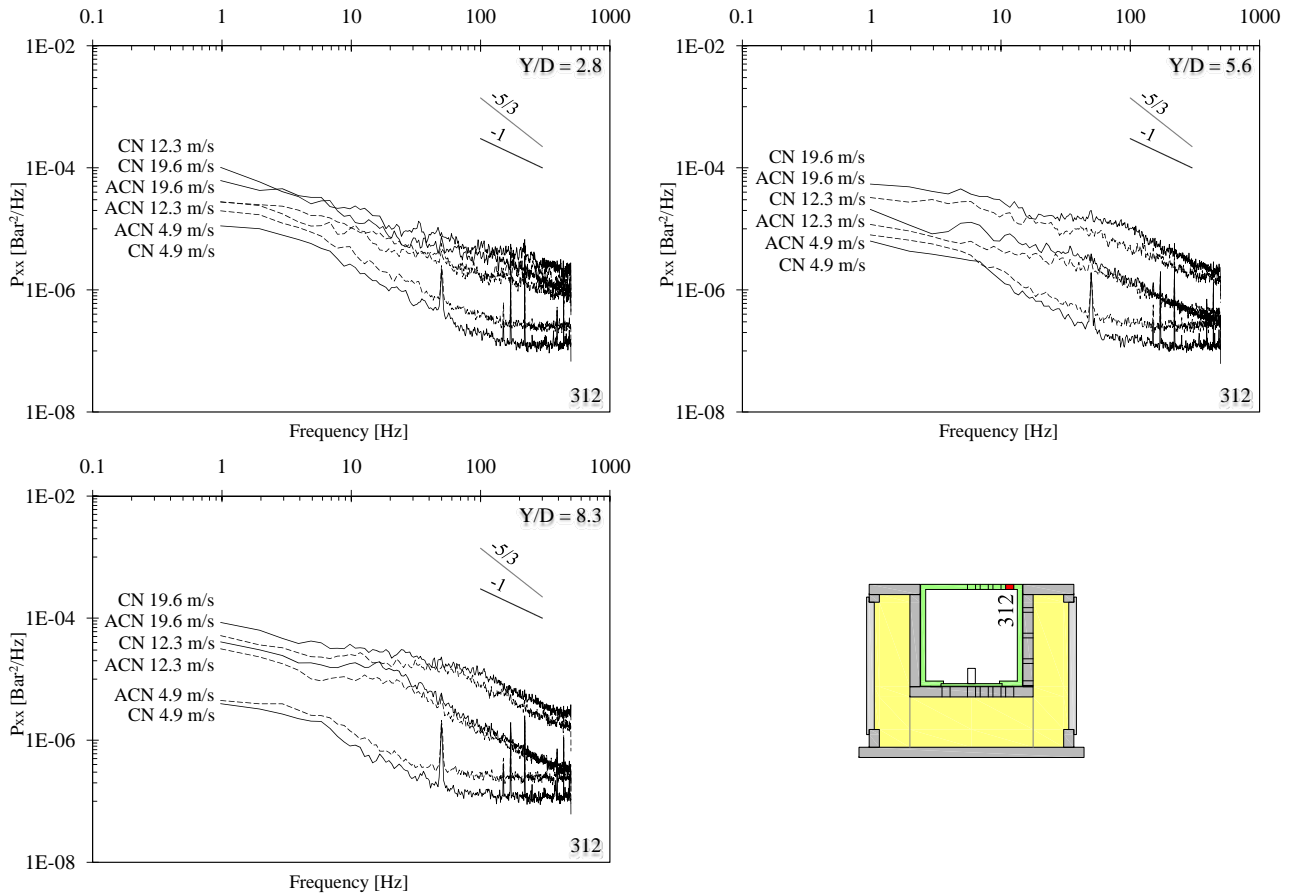 0.1 1 10 100 1000
1E-02
Y/D = 2.8
-5/3
1E-04
-1
CN 12.3 m/s
CN 19.6 m/s
ACN 19.6 m/s
ACN 12.3 m/s
ACN 4.9 m/s
CN 4.9 m/s
Pxx [Bar²/Hz]
1E-06
312
1E-08
Frequency [Hz]
0.1 1 10 100 1000
1E-02
Y/D = 5.6
-5/3
-1
CN 19.6 m/s
1E-04
ACN 19.6 m/s
CN 12.3 m/s
ACN 12.3 m/s
ACN 4.9 m/s
CN 4.9 m/s
Pxx [Bar²/Hz]
1E-06
312
1E-08
Frequency [Hz]
0.1 1 10 100 1000
1E-02
Y/D = 8.3
-5/3
-1
CN 19.6 m/s
1E-04
ACN 19.6 m/s
CN 12.3 m/s
ACN 12.3 m/s
ACN 4.9 m/s
CN 4.9 m/s
Pxx [Bar²/Hz]
1E-06
312
1E-08
Frequency [Hz]
312